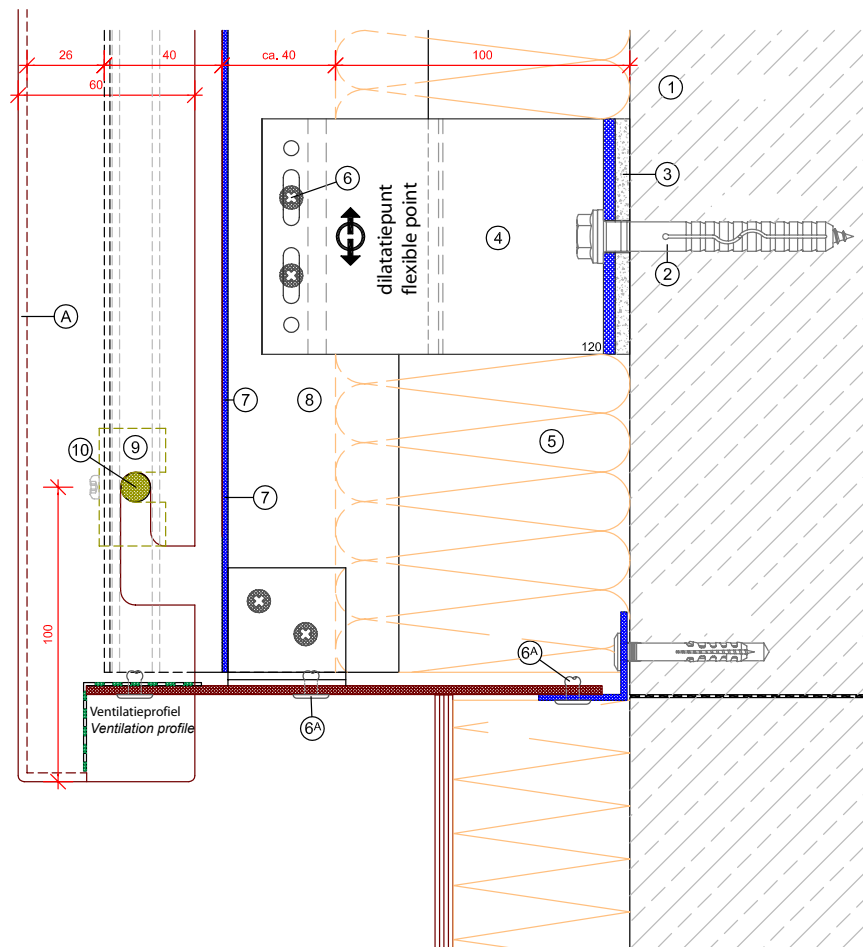 26
40
ca. 40
100
60
1
3
6
dilatatiepunt
flexible point
4
2
A
120
7
8
5
9
10
7
100
6A
6A
Ventilatieprofiel
Ventilation profile